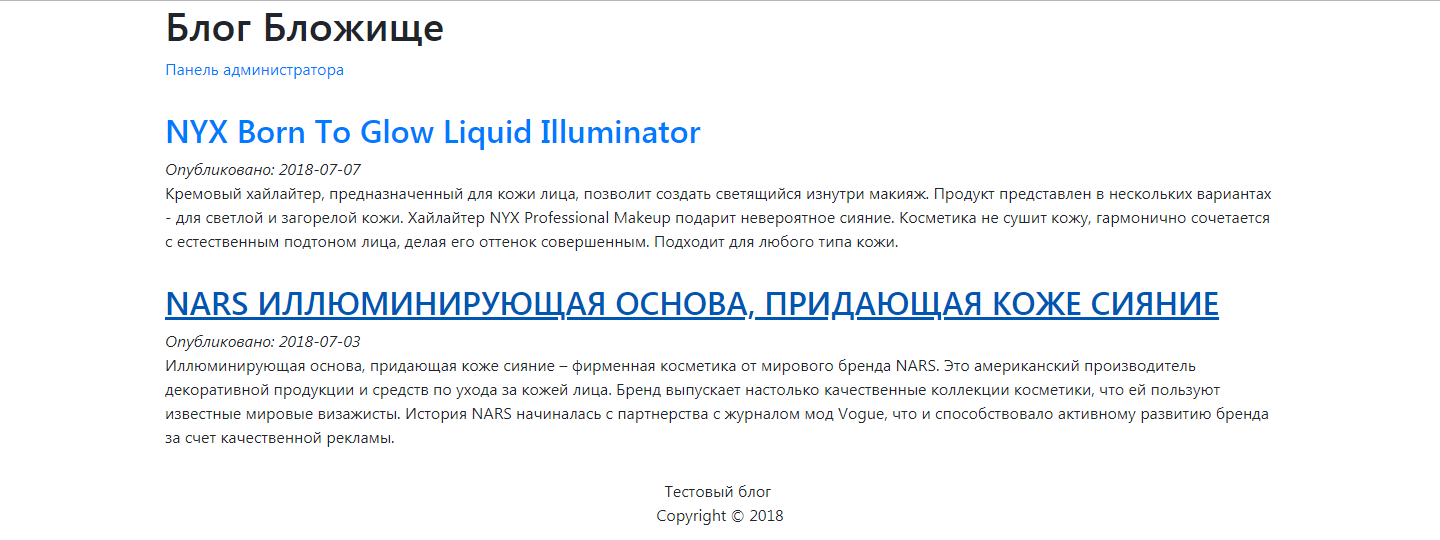 Блог Бложище
Панель администратора
NYX Born To Glow Liquid Illuminator
Опубликовано: 2018-07-07
Кремовый хайлайтер, предназначенный для кожи лица, позволит создать светящийся изнутри макияж. Продукт представлен в нескольких вариантах
- для светлой и загорелой кожи. Хайлайтер NYX Professional Makeup подарит невероятное сияние. Косметика не сушит кожу, гармонично сочетается
с естественным подтоном лица, делая его оттенок совершенным. Подходит для любого типа кожи.
NARS ИЛЛЮМИНИРУЮЩАЯ ОСНОВА, ПРИДАЮЩАЯ КОЖЕ СИЯНИЕ
Опубликовано: 2018-07-03
Иллюминирующая основа, придающая коже сияние – фирменная косметика от мирового бренда NARS. Это американский производитель
декоративной продукции и средств по ухода за кожей лица. Бренд выпускает настолько качественные коллекции косметики, что ей пользуют
известные мировые визажисты. История NARS начиналась с партнерства с журналом мод Vogue, что и способствовало активному развитию бренда
за счет качественной рекламы.
Тестовый блог
Copyright © 2018